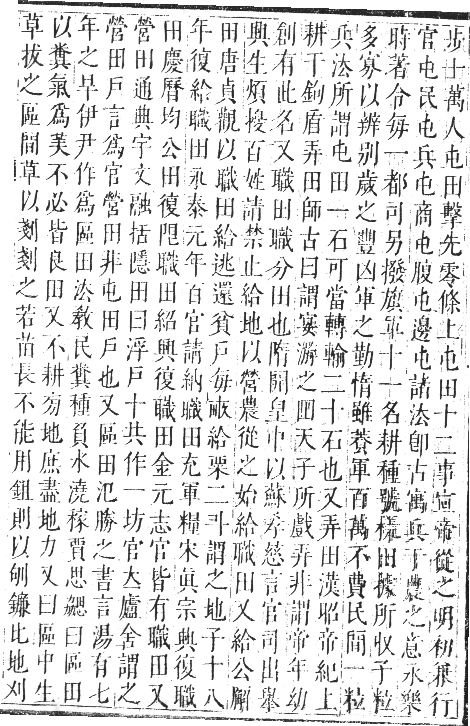 步士萬人屯田擊先零條上屯田十二事宣帝從之明初兼行
官屯民屯兵屯商屯腹屯邊屯諸法卽古寓兵于農之意永樂
時著令每一都司另撥旗軍十一名耕種號樣田據所収子粒
多寡以辨别歲之豐凶軍之勤惰雖養軍百萬不費民間一粒
兵法所謂屯田一石可當轉輸二十石也又弄田漢昭帝紀上
耕于鉤盾弄田師古曰謂宴游之田天子所戲弄非謂帝年幼
創有此名又職田職分田也隋開皇中以蘇孝慈言官司出舉
興生煩擾百姓請禁止給地以營農從之始給職田又給公廨
田唐貞觀以職田給逃還貧戶每畝給粟二斗謂之地子十八
年復給職田永泰元年百官請納職田充軍糧宋眞宗興復職
田慶曆均公田復限職田紹興復職田金元志官皆有職田又
營田通典宇文融括隱田曰浮戶十共作一坊官立廬舍謂之
營田戶言爲官營田非屯田戶也又區田氾勝之書言湯有七
年之旱伊尹作爲區田法敎民糞種負水澆稼賈思勰曰區田
以糞氣爲美不必皆良田又不耕旁地庶盡地力又曰區中生
草拔之區間草以剗剗之若苗長不能用鉏則以刨鐮比地刈